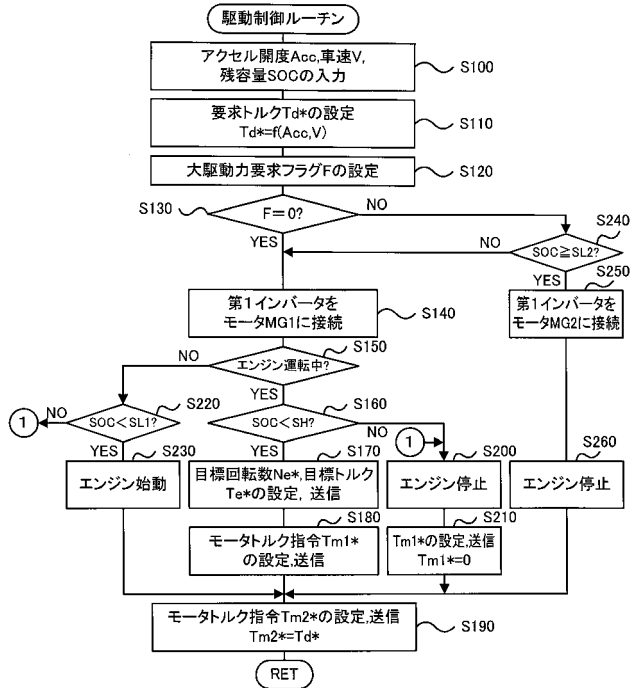 駆動制御ルーチン
アクセル開度Acc,車速V,
残容量SOCの入力
S100
要求トルクTd*の設定
Td*=f(Acc,V)
S110
大駆動力要求フラグFの設定
S120
S130
F=0?
NO
YES
S240
SOC≧SL2?
NO
YES
S250
第1インバータを
モータMG1に接続
S140
第1インバータを
モータMG2に接続
S150
エンジン運転中?
NO
YES
S220
SOC<SL1?
NO
1
YES
S160
SOC<SH?
NO
YES
1
S230
エンジン始動
S170
目標回転数Ne*,目標トルク
Te*の設定, 送信
S200
エンジン停止
S260
エンジン停止
S180
モータトルク指令Tm1*
の設定,送信
S210
Tm1*の設定,送信
Tm1*=0
モータトルク指令Tm2*の設定,送信
Tm2*=Td*
S190
RET